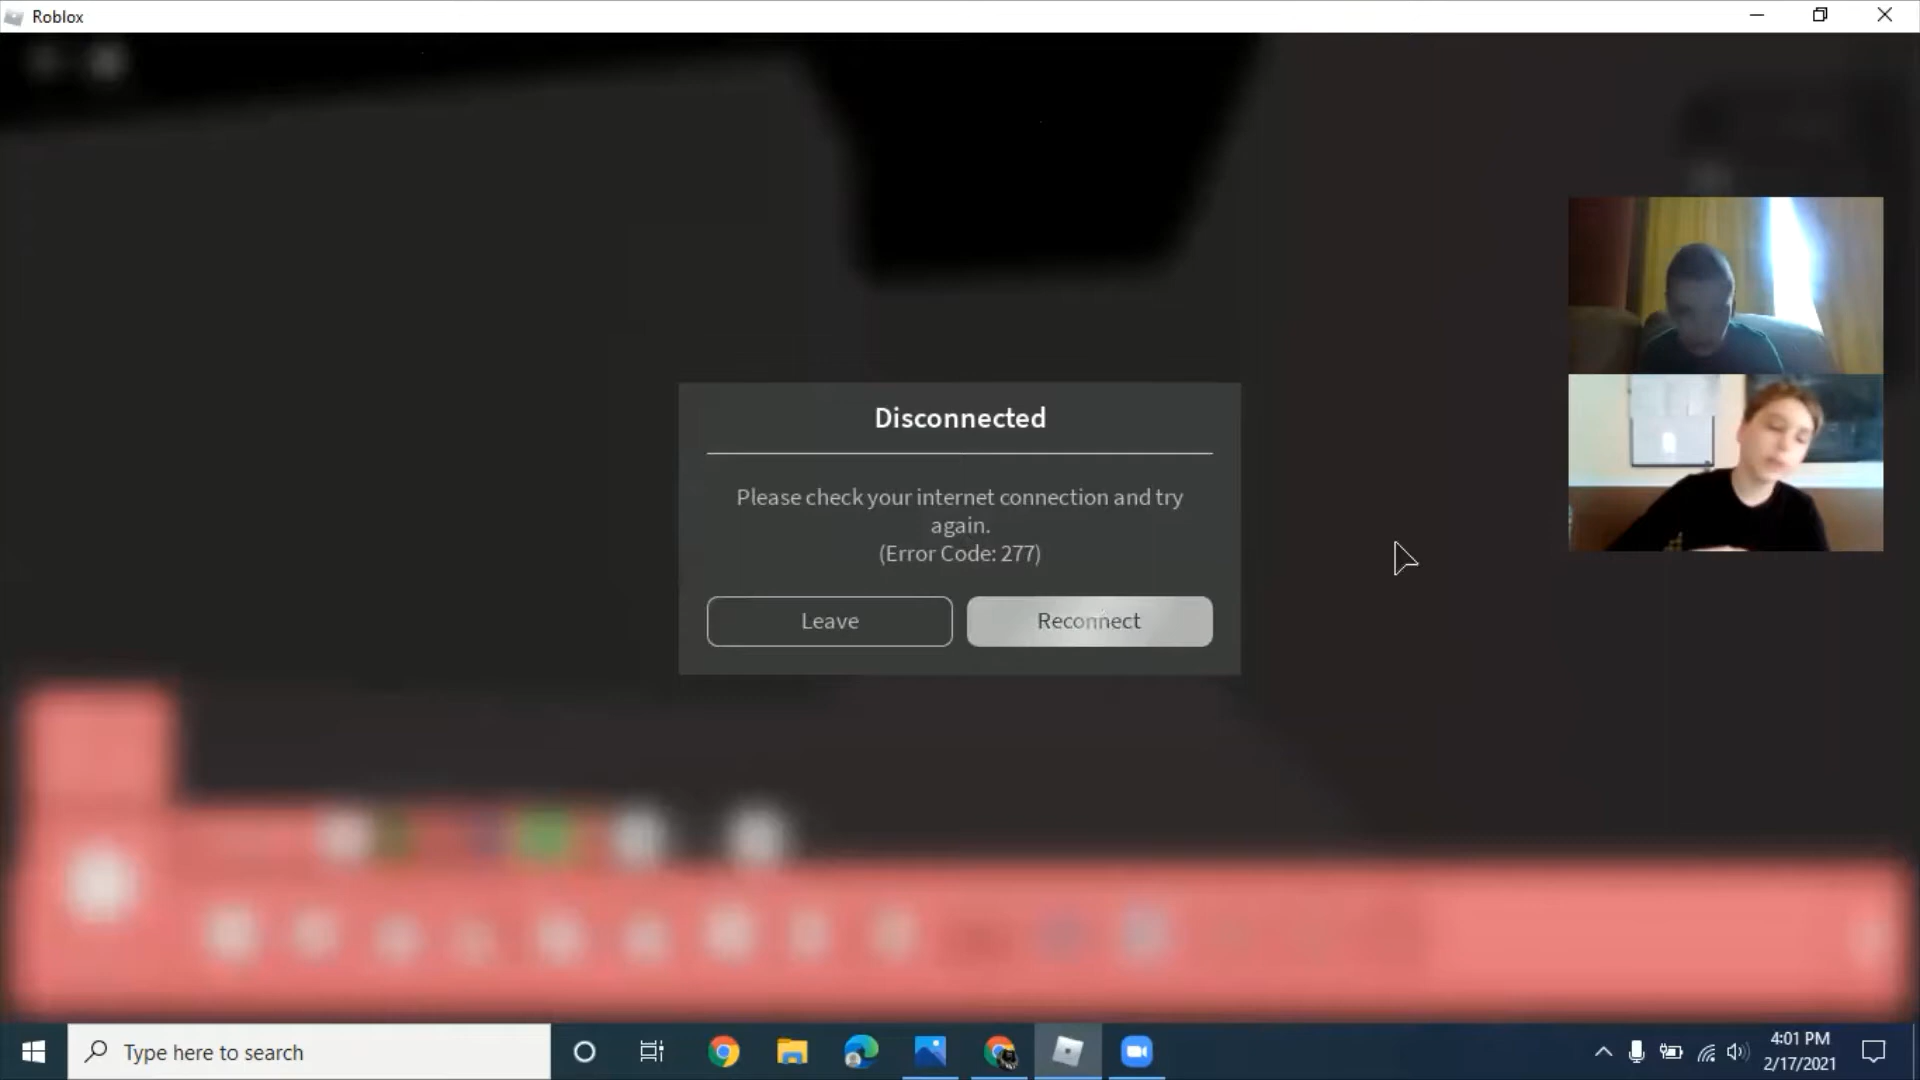 Roblox
Disconnected
Please check your internet connection and try
again.
(Error Code: 277)
Leave
Reconnect
Type here to search
4:01 PM
2/17/2021